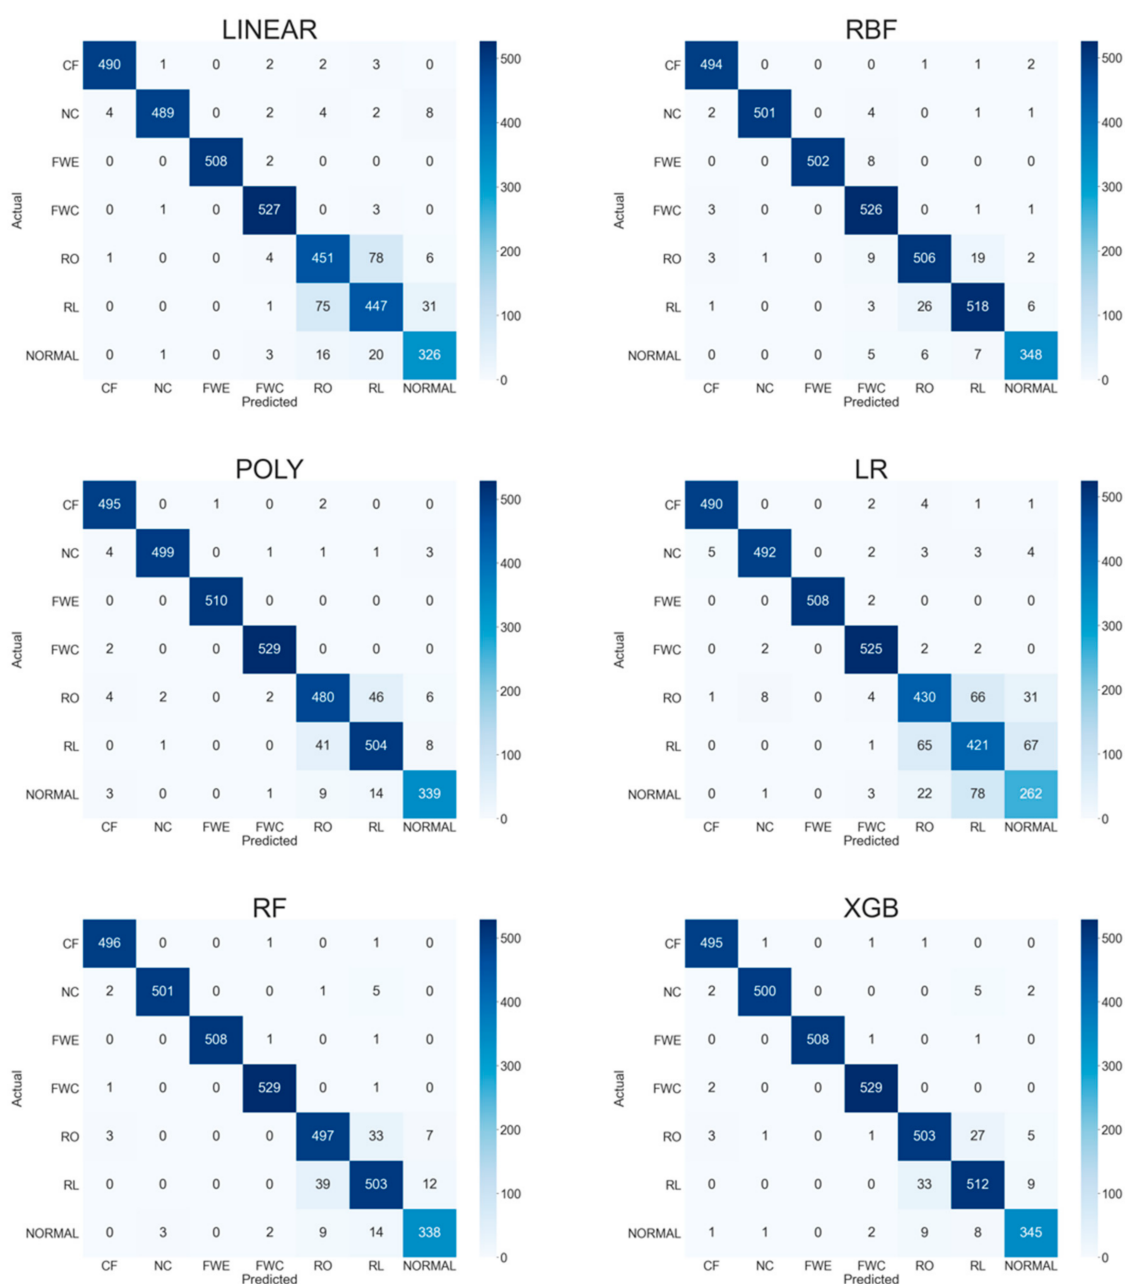 LINEAR
CF 490 1 0 2 2 3 0
NC 4 489 0 2 4 2 8
FWE 0 0 508 2 0 0 0
FWC 0 1 0 527 0 3 0
RO 1 0 0 4 451 78 6
RL 0 0 0 1 75 447 31
NORMAL 0 1 0 3 16 20 326
CF NC FWE FWC RO RL NORMAL
Predicted
Actual
500
400
300
200
100
0
RBF
CF 494 0 0 0 1 1 2
NC 2 501 0 4 0 1 1
FWE 0 0 502 8 0 0 0
FWC 3 0 0 526 0 1 1
RO 3 1 0 9 506 19 2
RL 1 0 0 3 26 518 6
NORMAL 0 0 0 5 6 7 348
CF NC FWE FWC RO RL NORMAL
Predicted
Actual
500
400
300
200
100
0
POLY
CF 495 0 1 0 2 0 0
NC 4 499 0 1 1 1 3
FWE 0 0 510 0 0 0 0
FWC 2 0 0 529 0 0 0
RO 4 2 0 2 480 46 6
RL 0 1 0 0 41 504 8
NORMAL 3 0 0 1 9 14 339
CF NC FWE FWC RO RL NORMAL
Predicted
Actual
500
400
300
200
100
0
LR
CF 490 0 0 2 4 1 1
NC 5 492 0 2 3 3 4
FWE 0 0 508 2 0 0 0
FWC 0 2 0 525 2 2 0
RO 1 8 0 4 430 66 31
RL 0 0 0 1 65 421 67
NORMAL 0 1 0 3 22 78 262
CF NC FWE FWC RO RL NORMAL
Predicted
Actual
500
400
300
200
100
0
RF
CF 496 0 0 1 0 1 0
NC 2 501 0 0 1 5 0
FWE 0 0 508 1 0 1 0
FWC 1 0 0 529 0 1 0
RO 3 0 0 0 497 33 7
RL 0 0 0 0 39 503 12
NORMAL 0 3 0 2 9 14 338
CF NC FWE FWC RO RL NORMAL
Predicted
Actual
500
400
300
200
100
0
XGB
CF 495 1 0 1 1 0 0
NC 2 500 0 0 0 5 2
FWE 0 0 508 1 0 1 0
FWC 2 0 0 529 0 0 0
RO 3 1 0 1 503 27 5
RL 0 0 0 0 33 512 9
NORMAL 1 1 0 2 9 8 345
CF NC FWE FWC RO RL NORMAL
Predicted
Actual
500
400
300
200
100
0